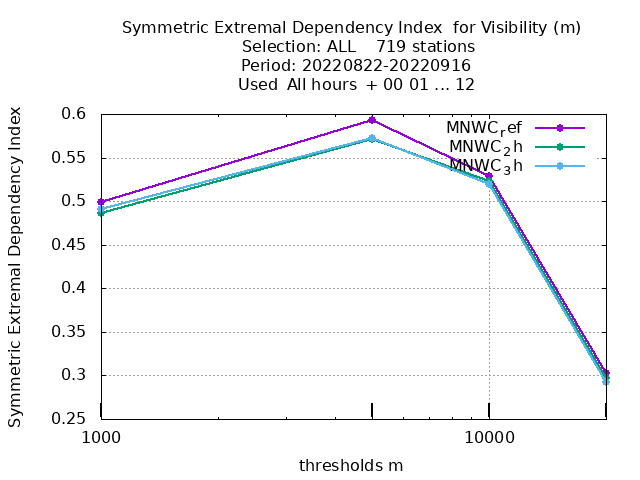 Symmetric Extremal Dependency Index  for Visibility (m)
Selection: ALL    719 stations
Period: 20220822-20220916
Used  All hours  + 00 01 ... 12
Symmetric Extremal Dependency Index
0.6
0.55
0.5
0.45
0.4
0.35
0.3
0.25
MNWC_ref
MNWC_2h
MNWC_3h
1000
10000
thresholds m